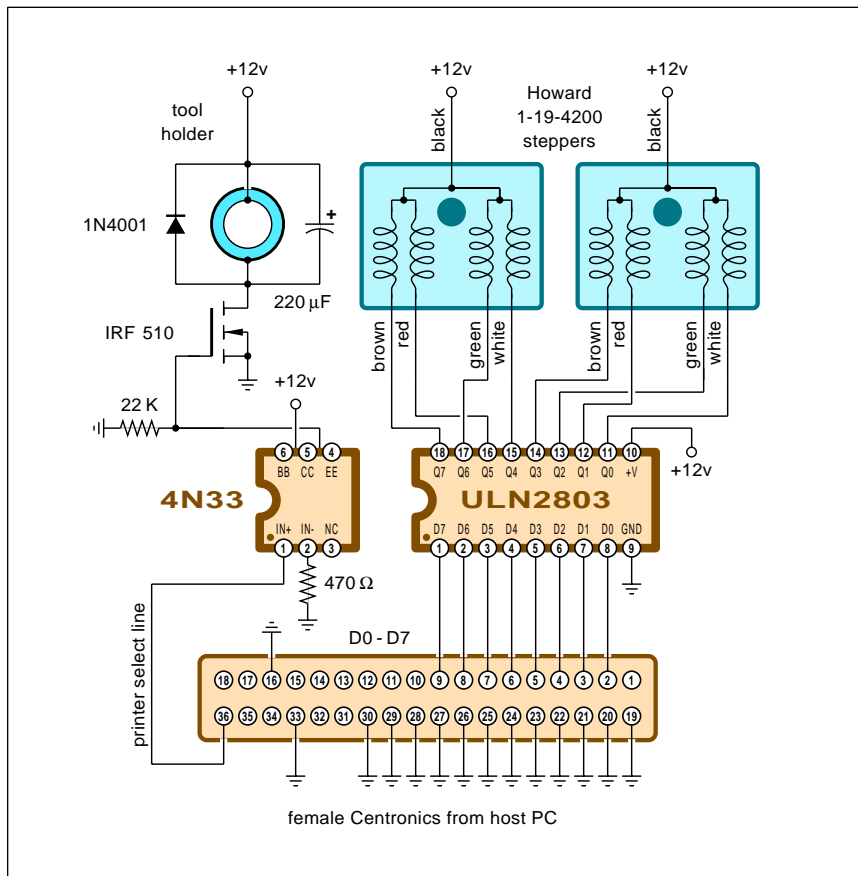 +12v
+12v
+12v
tool
holder
Howard
1-19-4200
steppers
black
black
1N4001
+
220 µF
IRF 510
brown
red
green
white
brown
red
green
white
+12v
22 K
6 5 4
BB CC EE
4N33
IN+ IN- NC
1 2 3
18 17 16 15 14 13 12 11 10
Q7 Q6 Q5 Q4 Q3 Q2 Q1 Q0 +V
+12v
ULN2803
D7 D6 D5 D4 D3 D2 D1 D0 GND
1 2 3 4 5 6 7 8 9
470 Ω
printer select line
D0 - D7
18 17 16 15 14 13 12 11 10 9 8 7 6 5 4 3 2 1
36 35 34 33 32 31 30 29 28 27 26 25 24 23 22 21 20 19
female Centronics from host PC